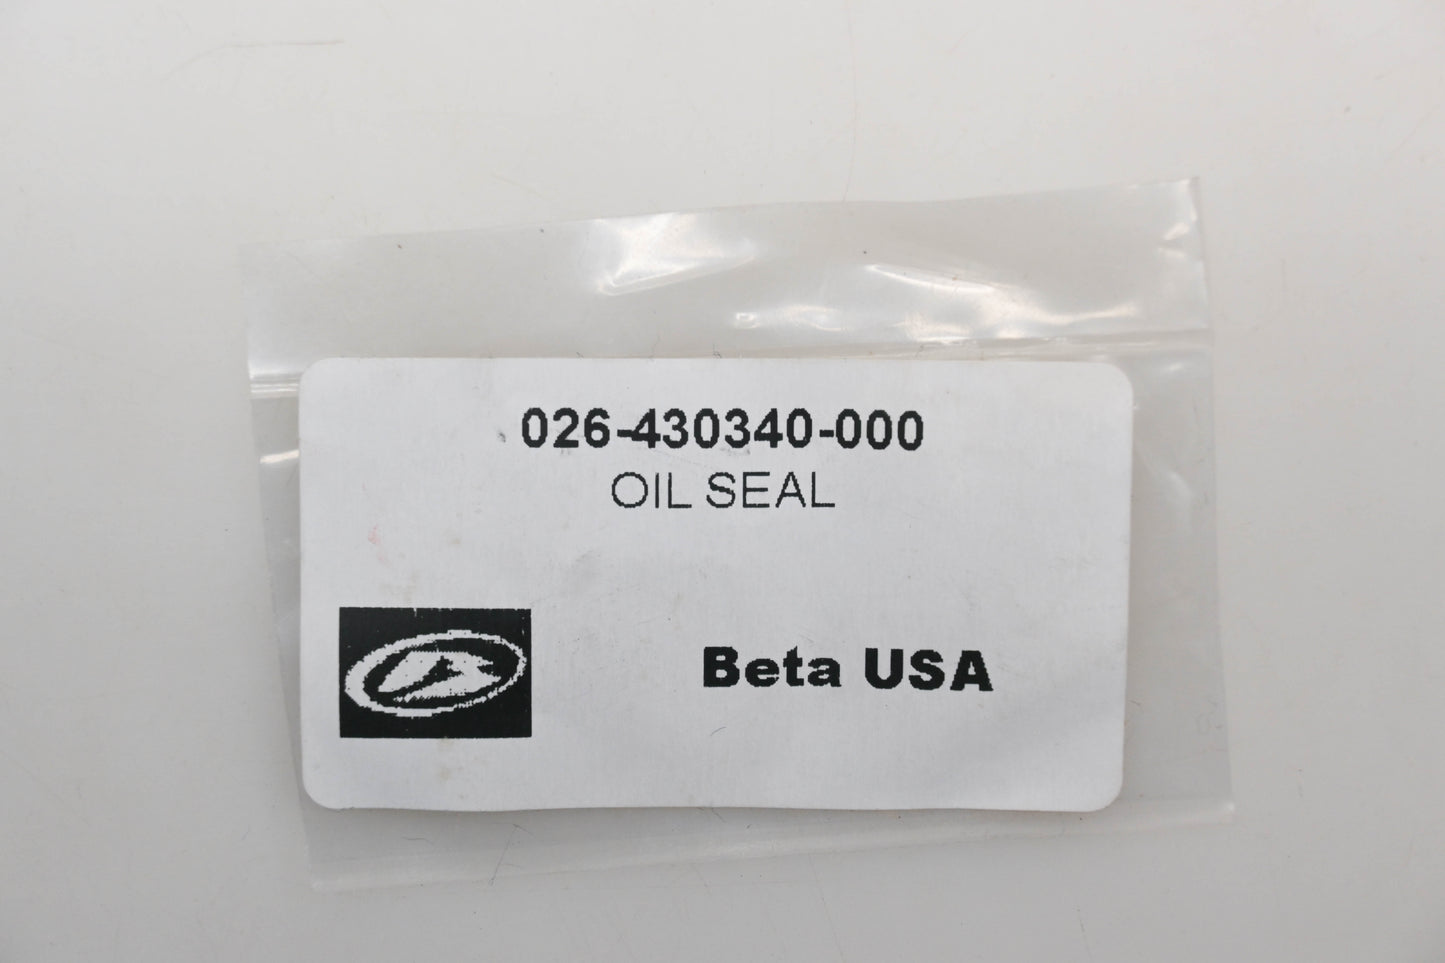 026-430340-000
OIL SEAL
Beta USA